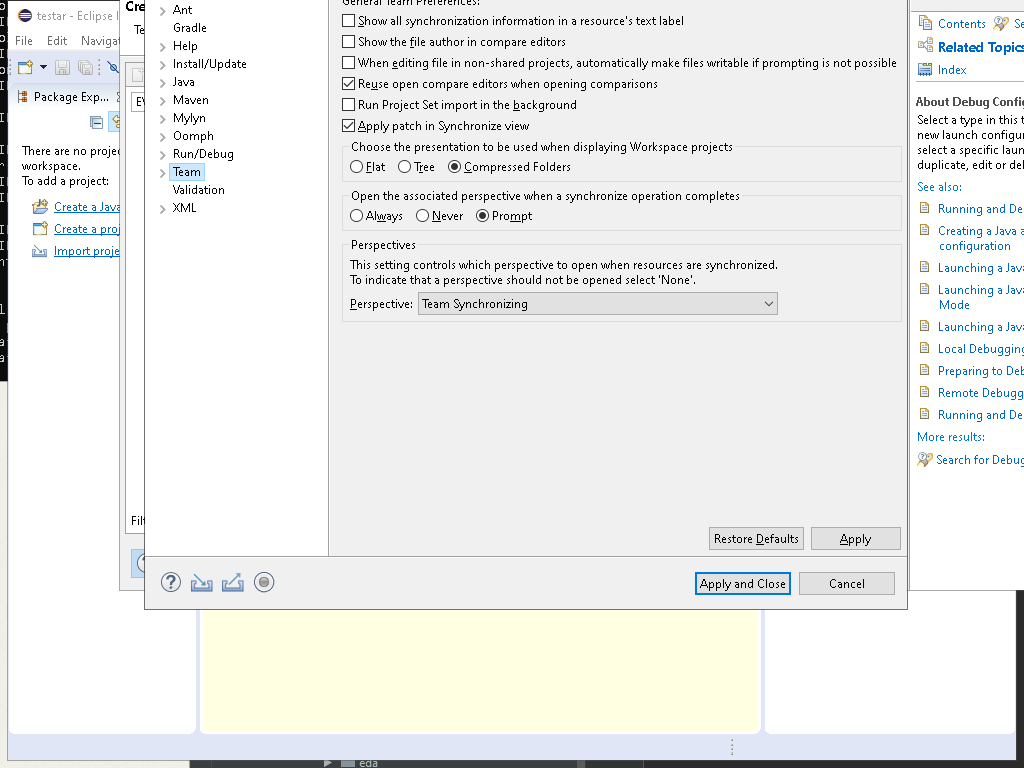 testar - Eclipse I
File Edit Naviga
Package Exp...
There are no proje
workspace.
To add a project:
Create a Java
Create a proj
Import proje
Cre
Te
Filt
Ant
Gradle
Help
Install/Update
Java
Maven
Mylyn
Oomph
Run/Debug
Team
Validation
XML
General Team Preferences:
Show all synchronization information in a resource's text label
Show the file author in compare editors
When editing file in non-shared projects, automatically make files writable if prompting is not possible
Reuse open compare editors when opening comparisons
Run Project Set import in the background
Apply patch in Synchronize view
Choose the presentation to be used when displaying Workspace projects
Flat Tree Compressed Folders
Open the associated perspective when a synchronize operation completes
Always Never Prompt
Perspectives
This setting controls which perspective to open when resources are synchronized.
To indicate that a perspective should not be opened select 'None'.
Perspective: Team Synchronizing
Restore Defaults Apply
Apply and Close Cancel
Contents Se
Related Topics
Index
About Debug Config
Select a type in this t
new launch configur
select a specific laun
duplicate, edit or del
See also:
Running and De
Creating a Java a
configuration
Launching a Java
Launching a Java
Mode
Launching a Java
Local Debugging
Preparing to Deb
Remote Debugg
Running and De
More results:
Search for Debug
eda